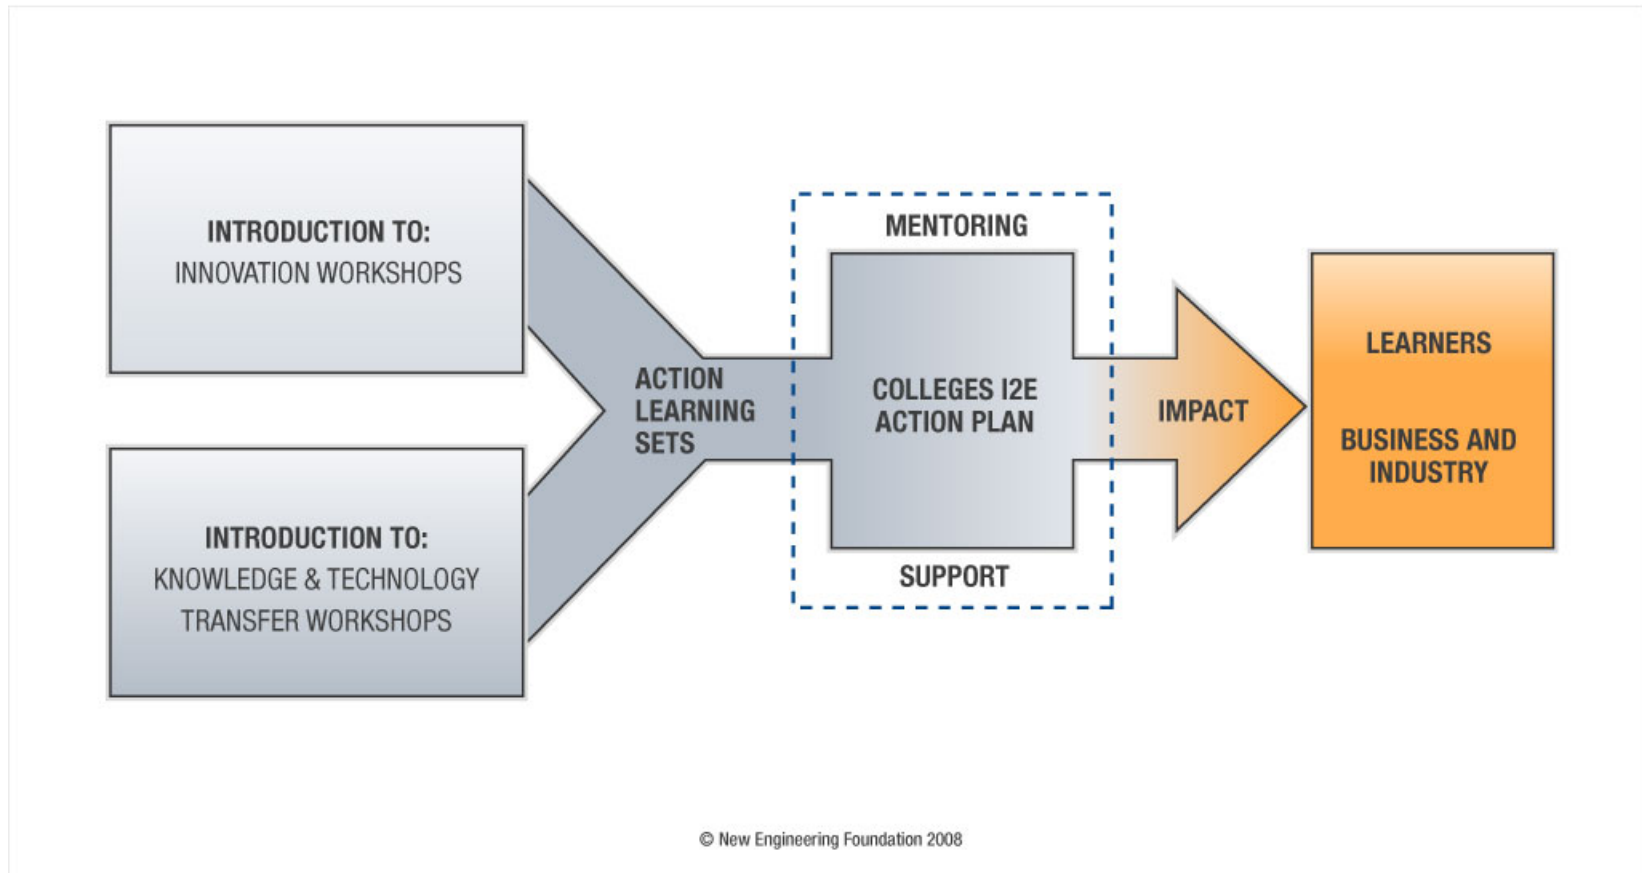 INTRODUCTION TO:
INNOVATION WORKSHOPS
INTRODUCTION TO:
KNOWLEDGE & TECHNOLOGY
TRANSFER WORKSHOPS
ACTION
LEARNING
SETS
MENTORING
COLLEGES I2E
ACTION PLAN
SUPPORT
IMPACT
LEARNERS
BUSINESS AND
INDUSTRY
© New Engineering Foundation 2008